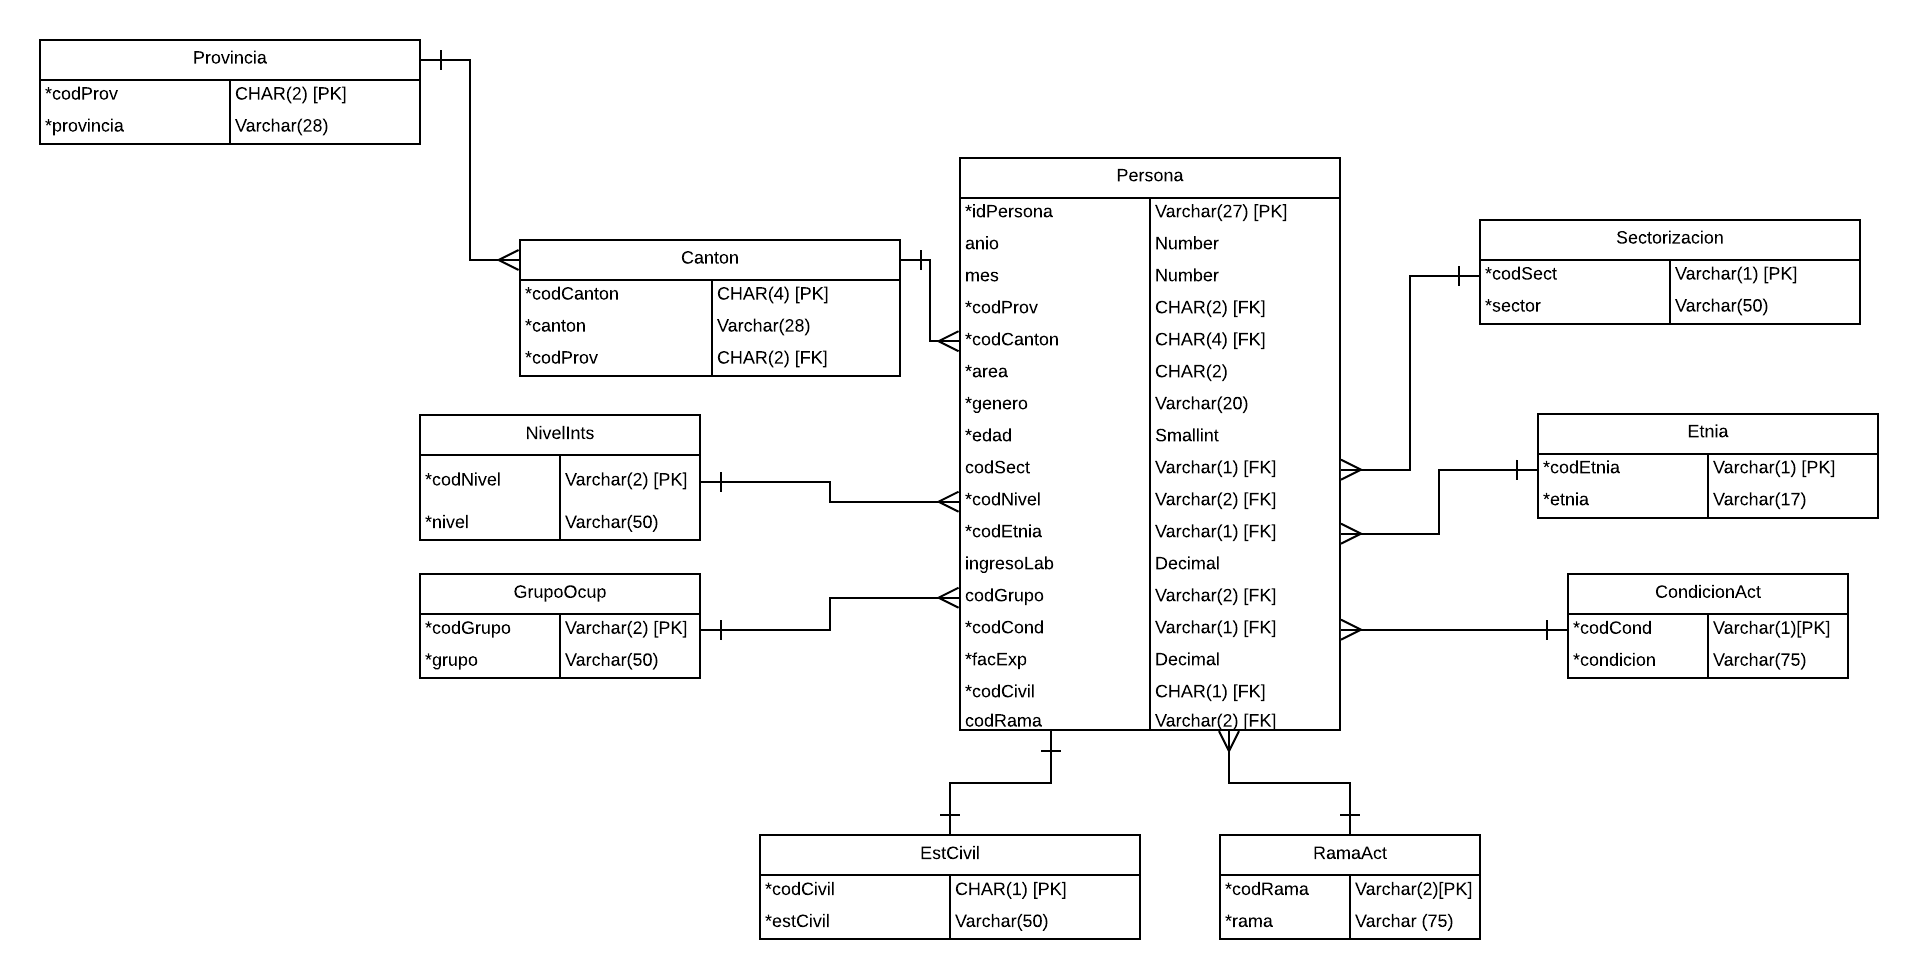 Provincia
*codProv CHAR(2) [PK]
*provincia Varchar(28)
Canton
*codCanton CHAR(4) [PK]
*canton Varchar(28)
*codProv CHAR(2) [FK]
NivelInts
*codNivel Varchar(2) [PK]
*nivel Varchar(50)
GrupoOcup
*codGrupo Varchar(2) [PK]
*grupo Varchar(50)
Persona
*idPersona Varchar(27) [PK]
anio Number
mes Number
*codProv CHAR(2) [FK]
*codCanton CHAR(4) [FK]
*area CHAR(2)
*genero Varchar(20)
*edad Smallint
codSect Varchar(1) [FK]
*codNivel Varchar(2) [FK]
*codEtnia Varchar(1) [FK]
ingresoLab Decimal
codGrupo Varchar(2) [FK]
*codCond Varchar(1) [FK]
*facExp Decimal
*codCivil CHAR(1) [FK]
codRama Varchar(2) [FK]
Sectorizacion
*codSect Varchar(1) [PK]
*sector Varchar(50)
Etnia
*codEtnia Varchar(1) [PK]
*etnia Varchar(17)
CondicionAct
*codCond Varchar(1)[PK]
*condicion Varchar(75)
EstCivil
*codCivil CHAR(1) [PK]
*estCivil Varchar(50)
RamaAct
*codRama Varchar(2)[PK]
*rama Varchar (75)